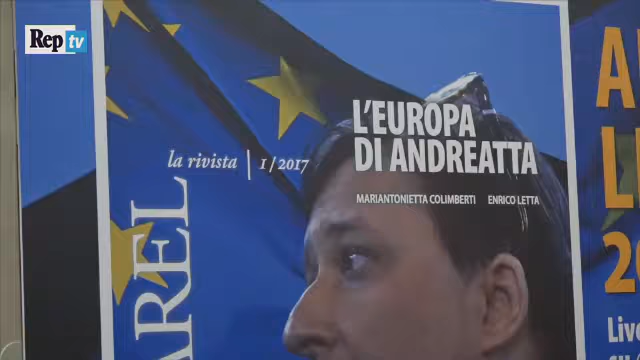 Rep tv
la rivista | 1/2017
L'EUROPA
DI ANDREATTA
MARIANTONIETTA COLIMBERTI ENRICO LETTA
AREL